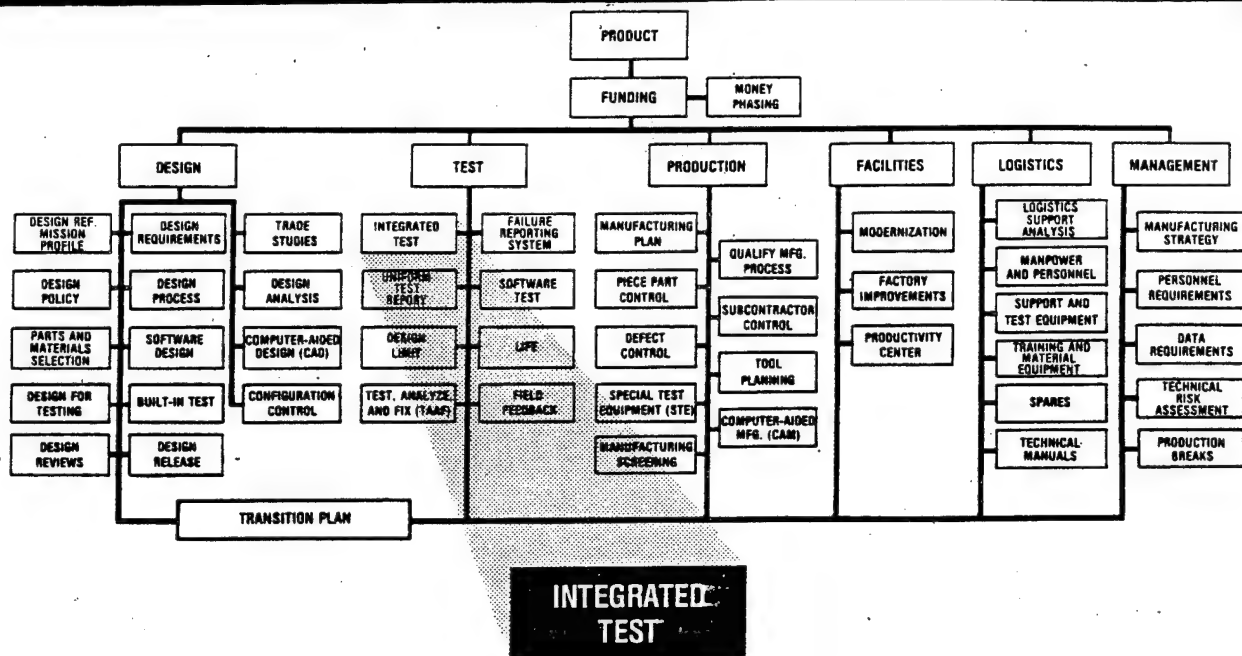 PRODUCT
FUNDING
MONEY
PHASING
DESIGN
TEST
PRODUCTION
FACILITIES
LOGISTICS
MANAGEMENT
DESIGN REF.
MISSION
PROFILE
DESIGN
REQUIREMENTS
TRADE
STUDIES
DESIGN
POLICY
DESIGN
PROCESS
DESIGN
ANALYSIS
PARTS AND
MATERIALS
SELECTION
SOFTWARE
DESIGN
COMPUTER-AIDED
DESIGN (CAD)
DESIGN FOR
TESTING
BUILT-IN TEST
CONFIGURATION
CONTROL
DESIGN
REVIEWS
DESIGN
RELEASE
INTEGRATED
TEST
FAILURE
REPORTING
SYSTEM
UNIFORM
TEST
REPORT
SOFTWARE
TEST
DESIGN
LIMIT
LIFE
TEST, ANALYZE,
AND FIX (TAAF)
FIELD
FEEDBACK
MANUFACTURING
PLAN
QUALIFY MFG.
PROCESS
PIECE PART
CONTROL
SUBCONTRACTOR
CONTROL
DEFECT
CONTROL
TOOL
PLANNING
SPECIAL TEST
EQUIPMENT (STE)
COMPUTER-AIDED
MFG. (CAM)
MANUFACTURING
SCREENING
MODERNIZATION
FACTORY
IMPROVEMENTS
PRODUCTIVITY
CENTER
LOGISTICS
SUPPORT
ANALYSIS
MANPOWER
AND PERSONNEL
SUPPORT AND
TEST EQUIPMENT
TRAINING AND
MATERIAL
EQUIPMENT
SPARES
TECHNICAL
MANUALS
MANUFACTURING
STRATEGY
PERSONNEL
REQUIREMENTS
DATA
REQUIREMENTS
TECHNICAL
RISK
ASSESSMENT
PRODUCTION
BREAKS
TRANSITION PLAN
INTEGRATED
TEST